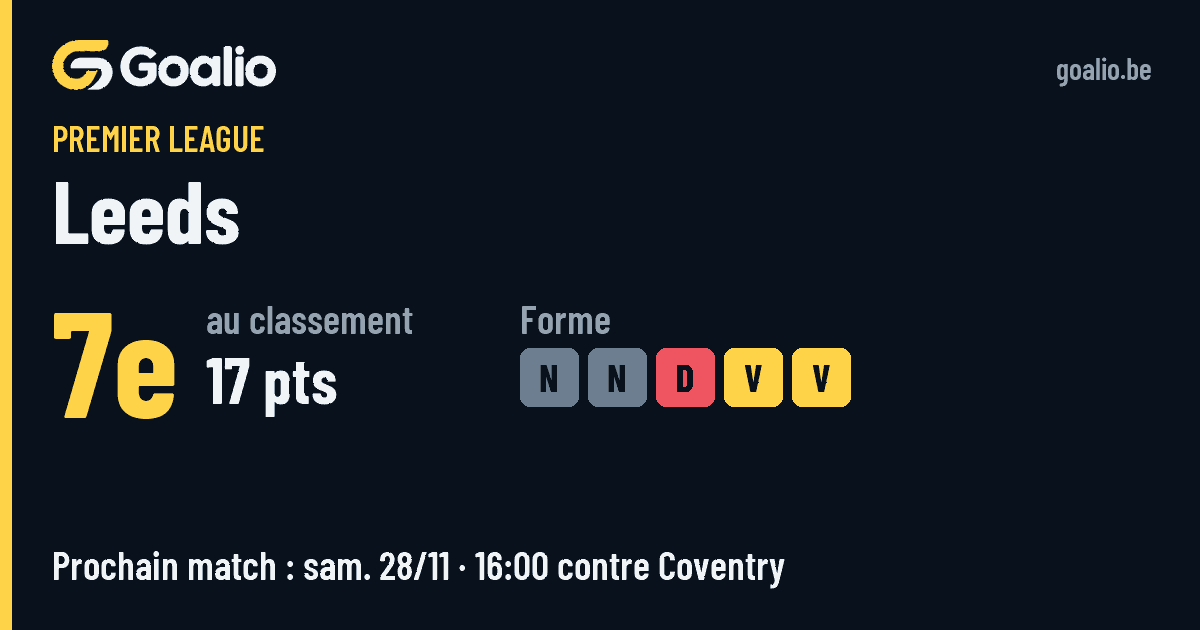 Goalio
goalio.be
PREMIER LEAGUE
Leeds
7e
au classement
17 pts
Forme
N N D V V
Prochain match : sam. 28/11 · 16:00 contre Coventry